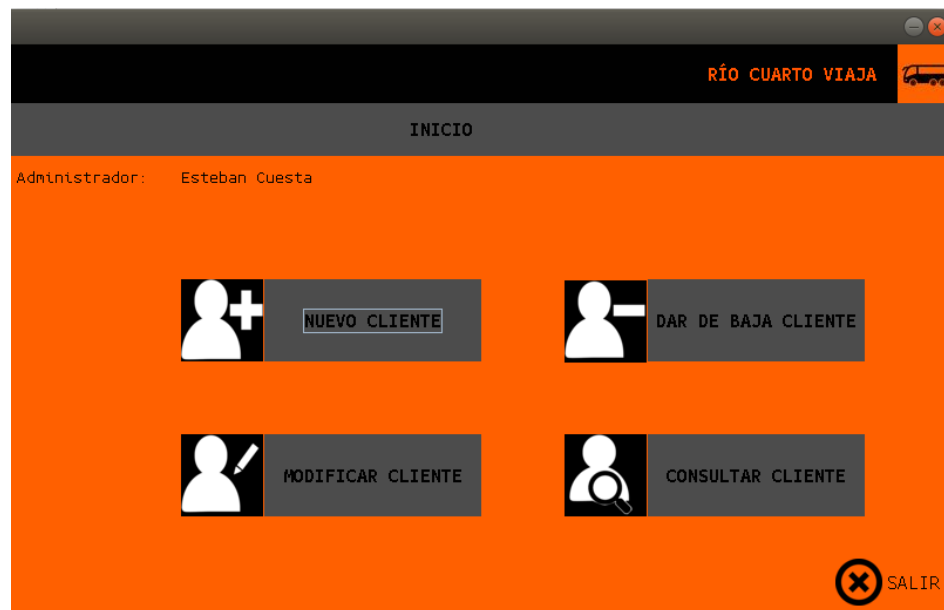 RÍO CUARTO VIAJA
INICIO
Administrador: Esteban Cuesta
NUEVO CLIENTE
DAR DE BAJA CLIENTE
MODIFICAR CLIENTE
CONSULTAR CLIENTE
SALIR